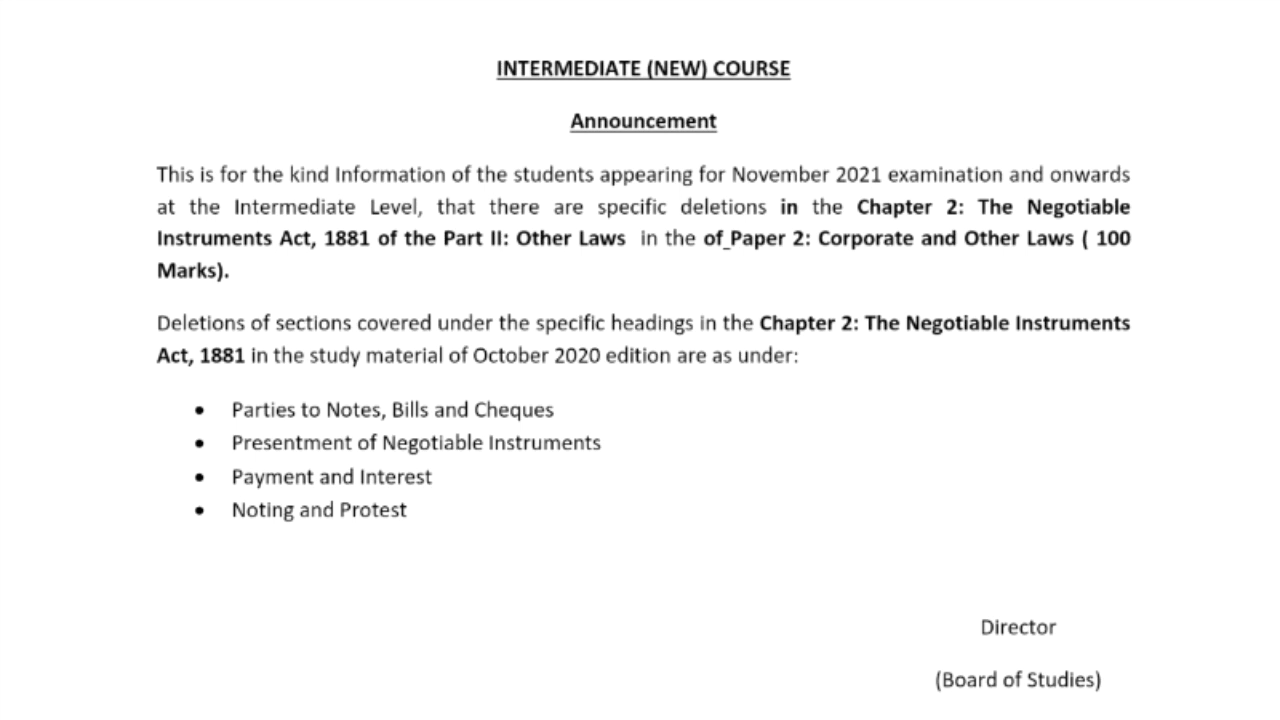 INTERMEDIATE (NEW) COURSE
Announcement
This is for the kind Information of the students appearing for November 2021 examination and onwards
at the Intermediate Level, that there are specific deletions in the Chapter 2: The Negotiable
Instruments Act, 1881 of the Part II: Other Laws in the of_Paper 2: Corporate and Other Laws ( 100
Marks).
Deletions of sections covered under the specific headings in the Chapter 2: The Negotiable Instruments
Act, 1881 in the study material of October 2020 edition are as under:
• Parties to Notes, Bills and Cheques
• Presentment of Negotiable Instruments
• Payment and Interest
• Noting and Protest
Director
(Board of Studies)